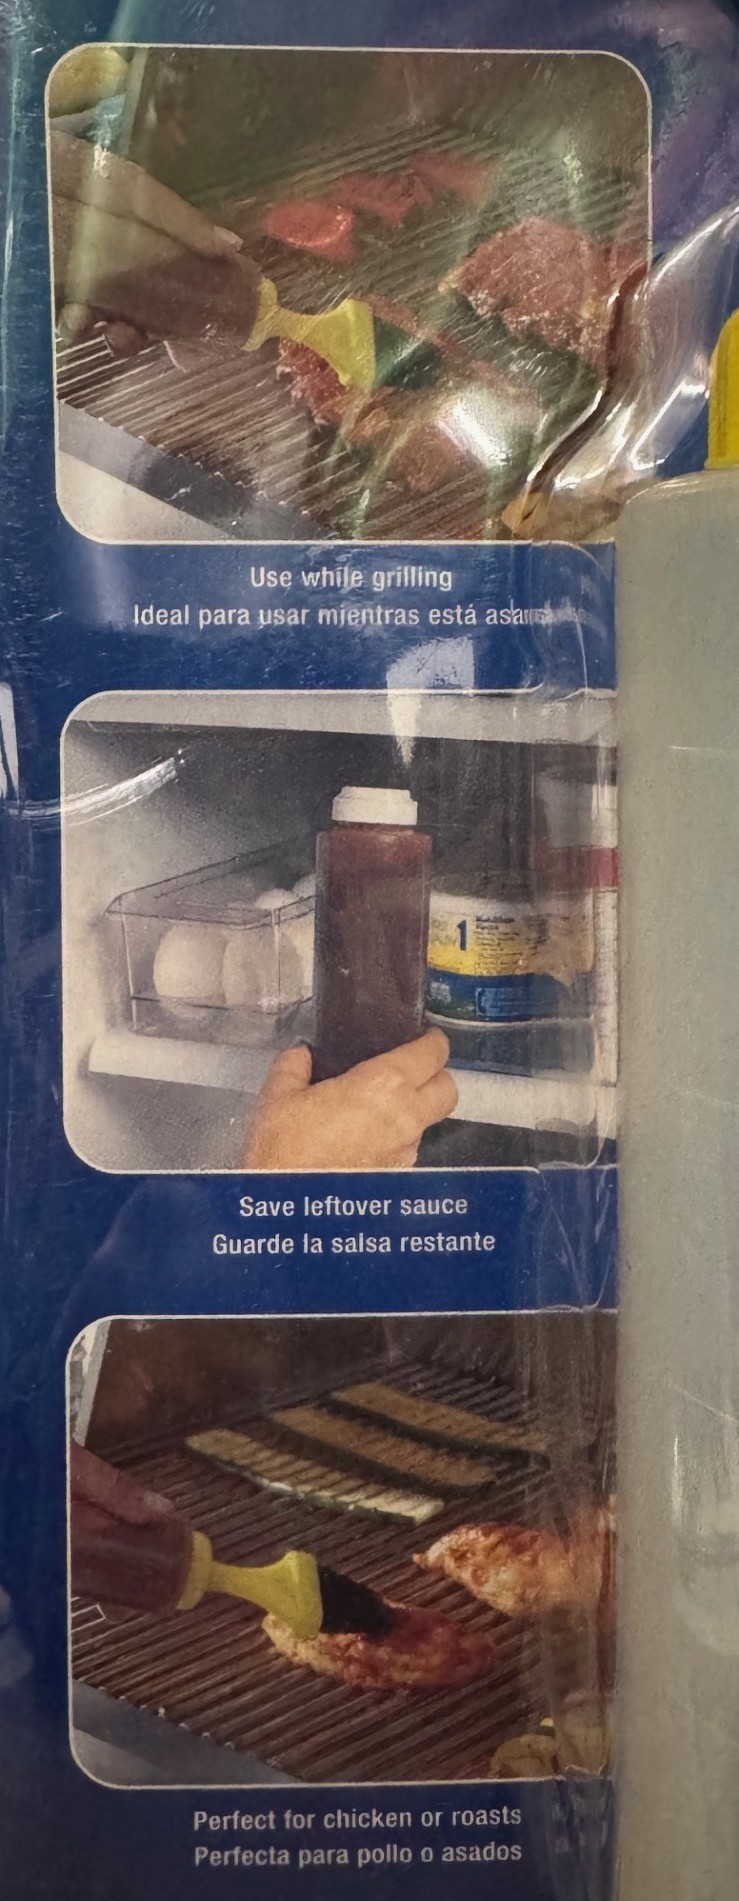 Use while grilling
Ideal para usar mientras está
1
Save leftover sauce
Guarde la salsa restante
Perfect for chicken or roasts
Perfecta para pollo o asados